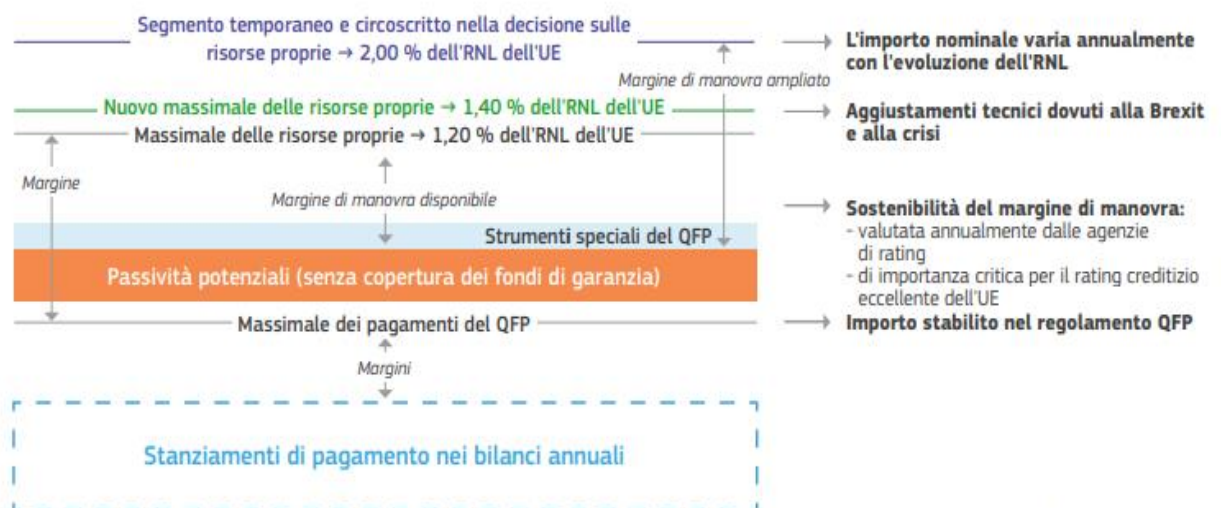 Segmento temporaneo e circoscritto nella decisione sulle
risorse proprie → 2,00 % dell'RNL dell'UE
L'importo nominale varia annualmente
con l'evoluzione dell'RNL
Margine di manovra ampliato
Nuovo massimale delle risorse proprie → 1,40 % dell'RNL dell'UE
Aggiustamenti tecnici dovuti alla Brexit
e alla crisi
Massimale delle risorse proprie → 1,20 % dell'RNL dell'UE
Margine
Margine di manovra disponibile
Sostenibilità del margine di manovra:
- valutata annualmente dalle agenzie
di rating
- di importanza critica per il rating creditizio
eccellente dell'UE
Strumenti speciali del QFP
Passività potenziali (senza copertura dei fondi di garanzia)
Massimale dei pagamenti del QFP
Importo stabilito nel regolamento QFP
Margini
Stanziamenti di pagamento nei bilanci annuali